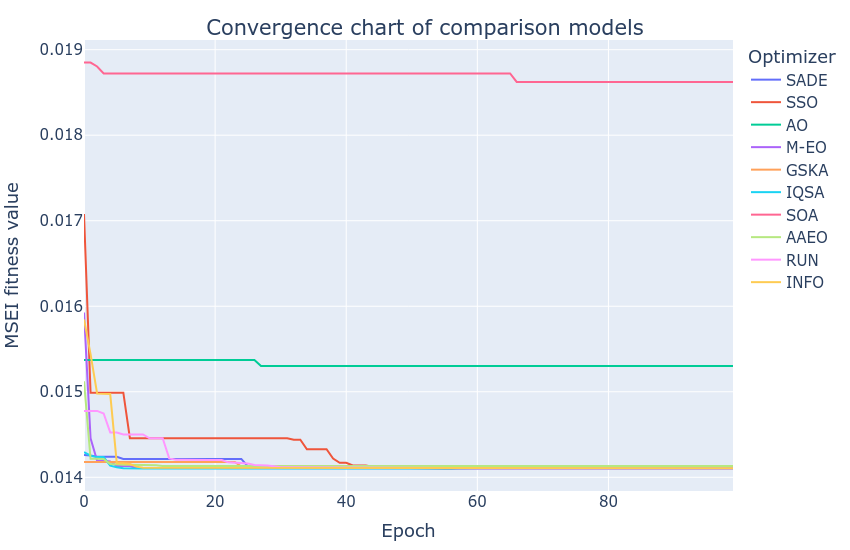 Convergence chart of comparison models
MSEI fitness value
0.019
0.018
0.017
0.016
0.015
0.014
0
20
40
60
80
Epoch
Optimizer
SADE
SSO
AO
M-EO
GSKA
IQSA
SOA
AAEO
RUN
INFO